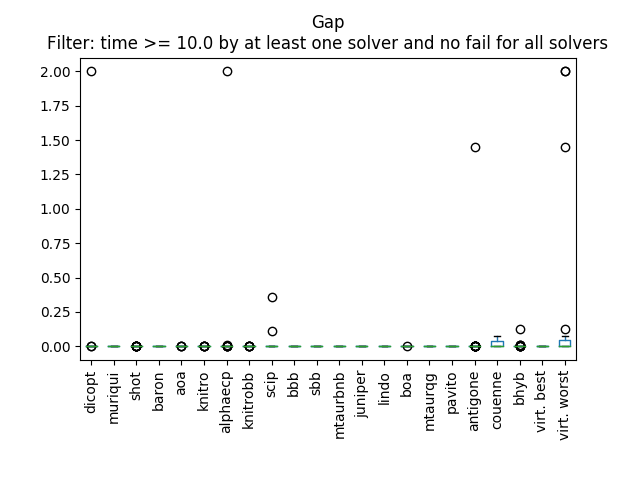 Gap
Filter: time >= 10.0 by at least one solver and no fail for all solvers
2.00
1.75
1.50
1.25
1.00
0.75
0.50
0.25
0.00
dicopt
muriqui
shot
baron
aoa
knitro
alphaecp
knitrobb
scip
bbb
sbb
mtaurbnb
juniper
lindo
boa
mtaurqg
pavito
antigone
couenne
bhyb
virt. best
virt. worst